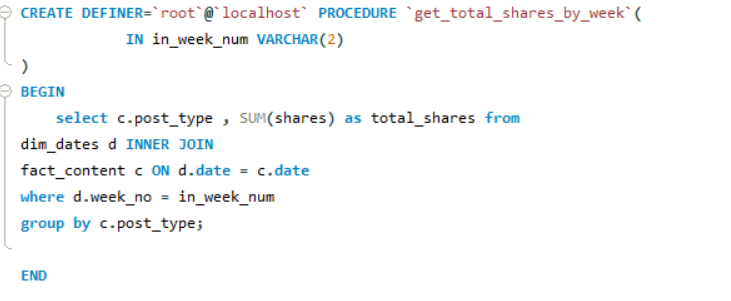 CREATE DEFINER=`root`@`localhost` PROCEDURE `get_total_shares_by_week`(
IN in_week_num VARCHAR(2)
)
BEGIN
select c.post_type , SUM(shares) as total_shares from
dim_dates d INNER JOIN
fact_content c ON d.date = c.date
where d.week_no = in_week_num
group by c.post_type;
END